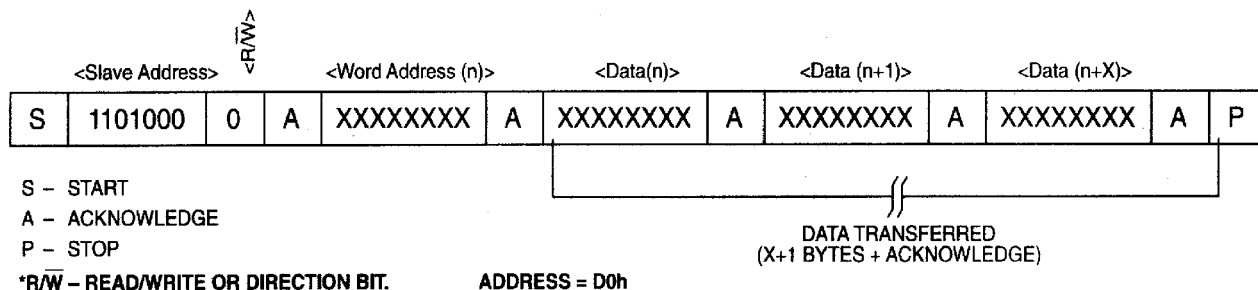 <R/W̅>
<Slave Address> <Word Address (n)> <Data(n)> <Data (n+1)> <Data (n+X)>
S 1101000 0 A XXXXXXXX A XXXXXXXX A XXXXXXXX A XXXXXXXX A P
S – START
A – ACKNOWLEDGE
P – STOP
DATA TRANSFERRED
(X+1 BYTES + ACKNOWLEDGE)
*R/W̅ – READ/WRITE OR DIRECTION BIT. ADDRESS = D0h